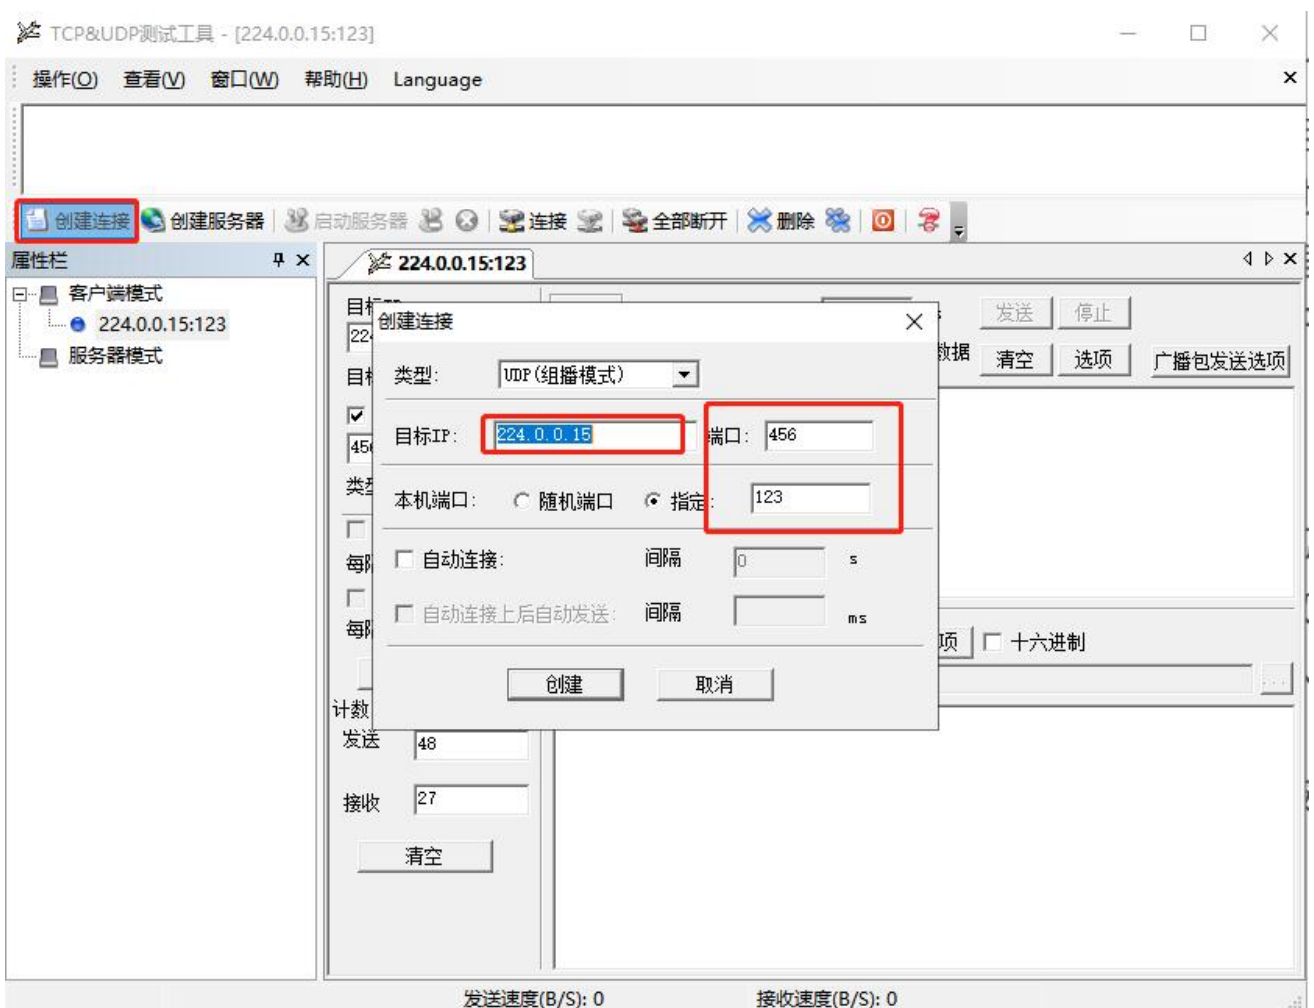 TCP&UDP测试工具 - [224.0.0.15:123]
操作(O) 查看(V) 窗口(W) 帮助(H) Language
创建连接 创建服务器 启动服务器 连接 全部断开 删除
属性栏
224.0.0.15:123
客户端模式
224.0.0.15:123
服务器模式
发送 停止
数据 清空 选项 广播包发送选项
创建连接
类型: UDP(组播模式)
目标IP: 224.0.0.15 端口: 456
本机端口: 随机端口 指定: 123
自动连接: 间隔 0 s
自动连接上后自动发送: 间隔 ms
创建 取消
项 十六进制
...
计数
发送 48
接收 27
清空
发送速度(B/S): 0 接收速度(B/S): 0